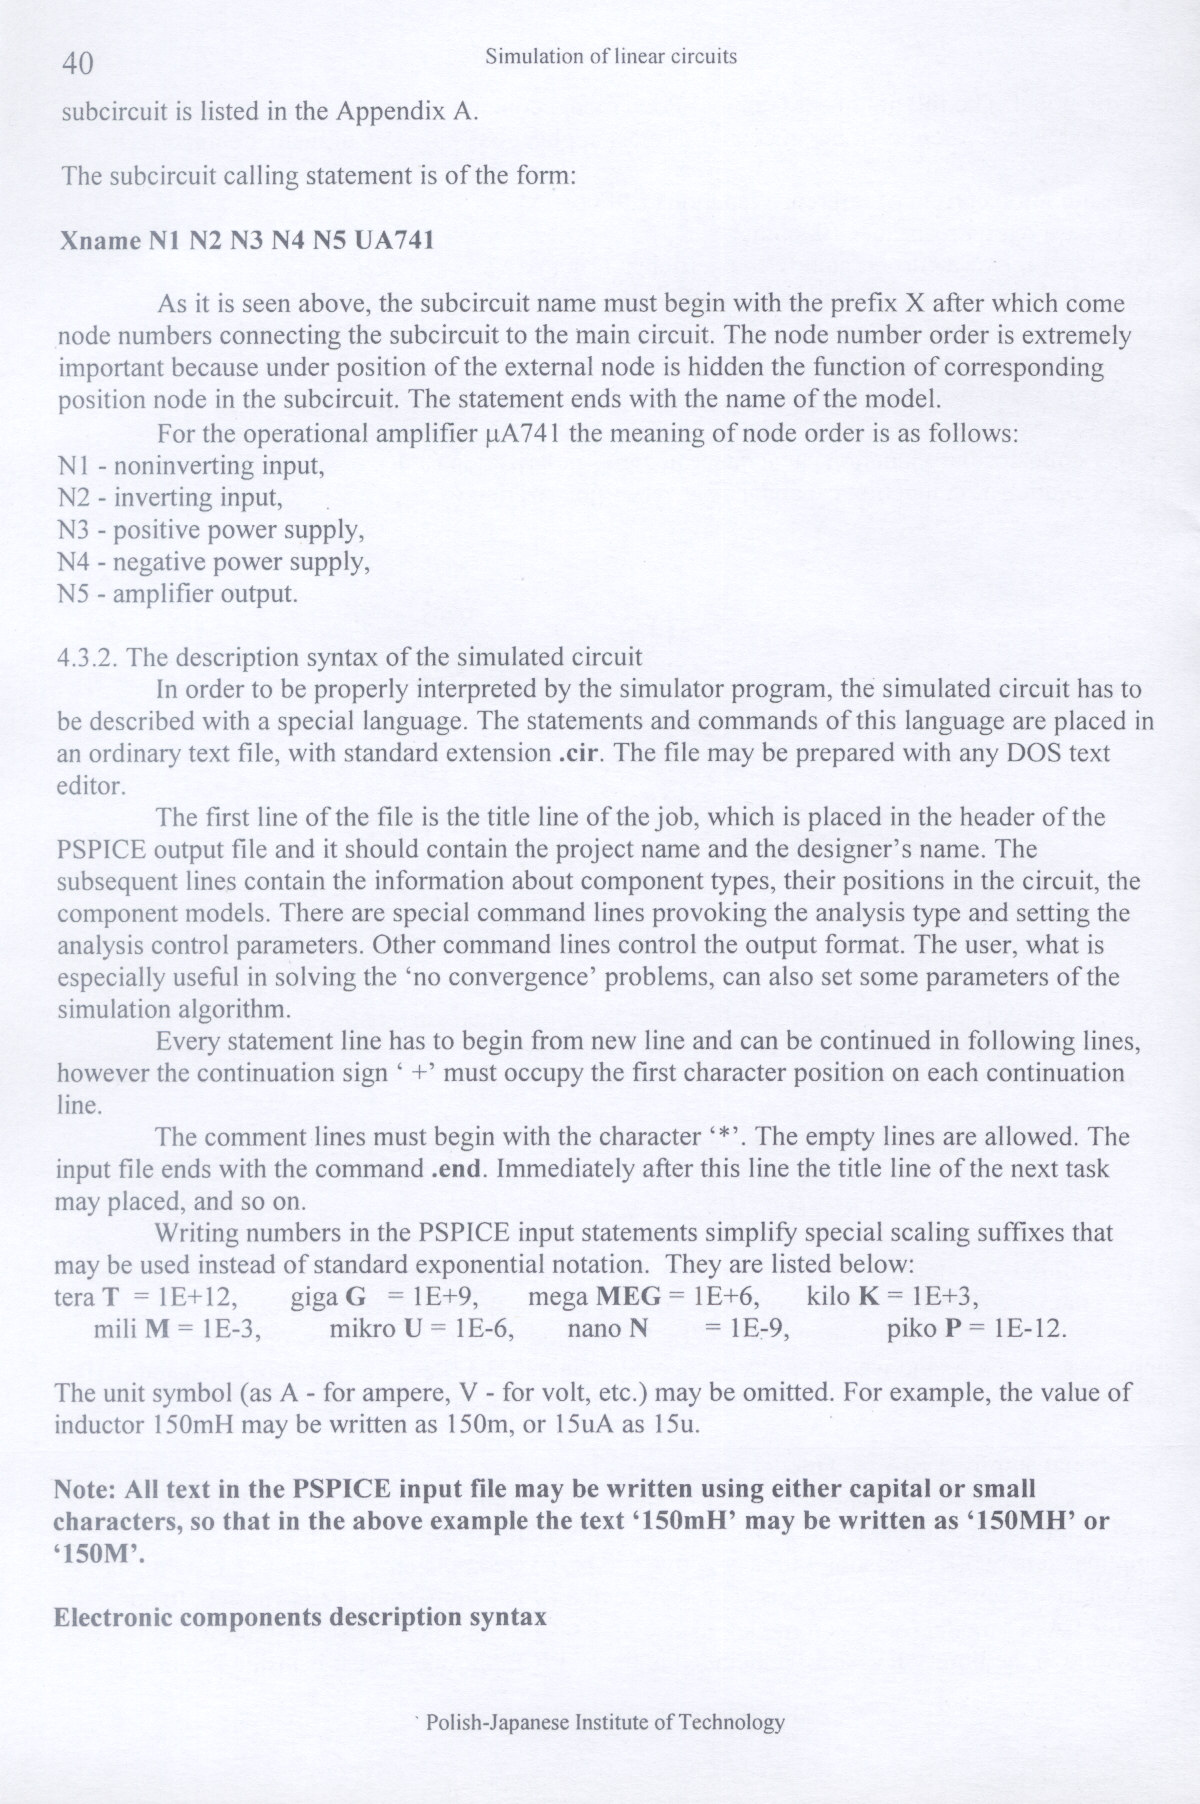 40
Simulation of linear circuits
subcircuit is listed in the Appendix A.
The subcircuit calling statement is of the form:
Xname N1 N2 N3 N4 N5 UA741
As it is seen above, the subcircuit name must begin with the prefix X after which come
node numbers connecting the subcircuit to the main circuit. The node number order is extremely
important because under position of the external node is hidden the function of corresponding
position node in the subcircuit. The statement ends with the name of the model.
For the operational amplifier µA741 the meaning of node order is as follows:
N1 - noninverting input,
N2 - inverting input,
N3 - positive power supply,
N4 - negative power supply,
N5 - amplifier output.
4.3.2. The description syntax of the simulated circuit
In order to be properly interpreted by the simulator program, the simulated circuit has to
be described with a special language. The statements and commands of this language are placed in
an ordinary text file, with standard extension .cir. The file may be prepared with any DOS text
editor.
The first line of the file is the title line of the job, which is placed in the header of the
PSPICE output file and it should contain the project name and the designer’s name. The
subsequent lines contain the information about component types, their positions in the circuit, the
component models. There are special command lines provoking the analysis type and setting the
analysis control parameters. Other command lines control the output format. The user, what is
especially useful in solving the ‘no convergence’ problems, can also set some parameters of the
simulation algorithm.
Every statement line has to begin from new line and can be continued in following lines,
however the continuation sign ‘ +’ must occupy the first character position on each continuation
line.
The comment lines must begin with the character ‘*’. The empty lines are allowed. The
input file ends with the command .end. Immediately after this line the title line of the next task
may placed, and so on.
Writing numbers in the PSPICE input statements simplify special scaling suffixes that
may be used instead of standard exponential notation. They are listed below:
tera T = 1E+12, giga G = 1E+9, mega MEG = 1E+6, kilo K = 1E+3,
mili M = 1E-3, mikro U = 1E-6, nano N = 1E-9, piko P = 1E-12.
The unit symbol (as A - for ampere, V - for volt, etc.) may be omitted. For example, the value of
inductor 150mH may be written as 150m, or 15uA as 15u.
Note: All text in the PSPICE input file may be written using either capital or small
characters, so that in the above example the text ‘150mH’ may be written as ‘150MH’ or
‘150M’.
Electronic components description syntax
Polish-Japanese Institute of Technology